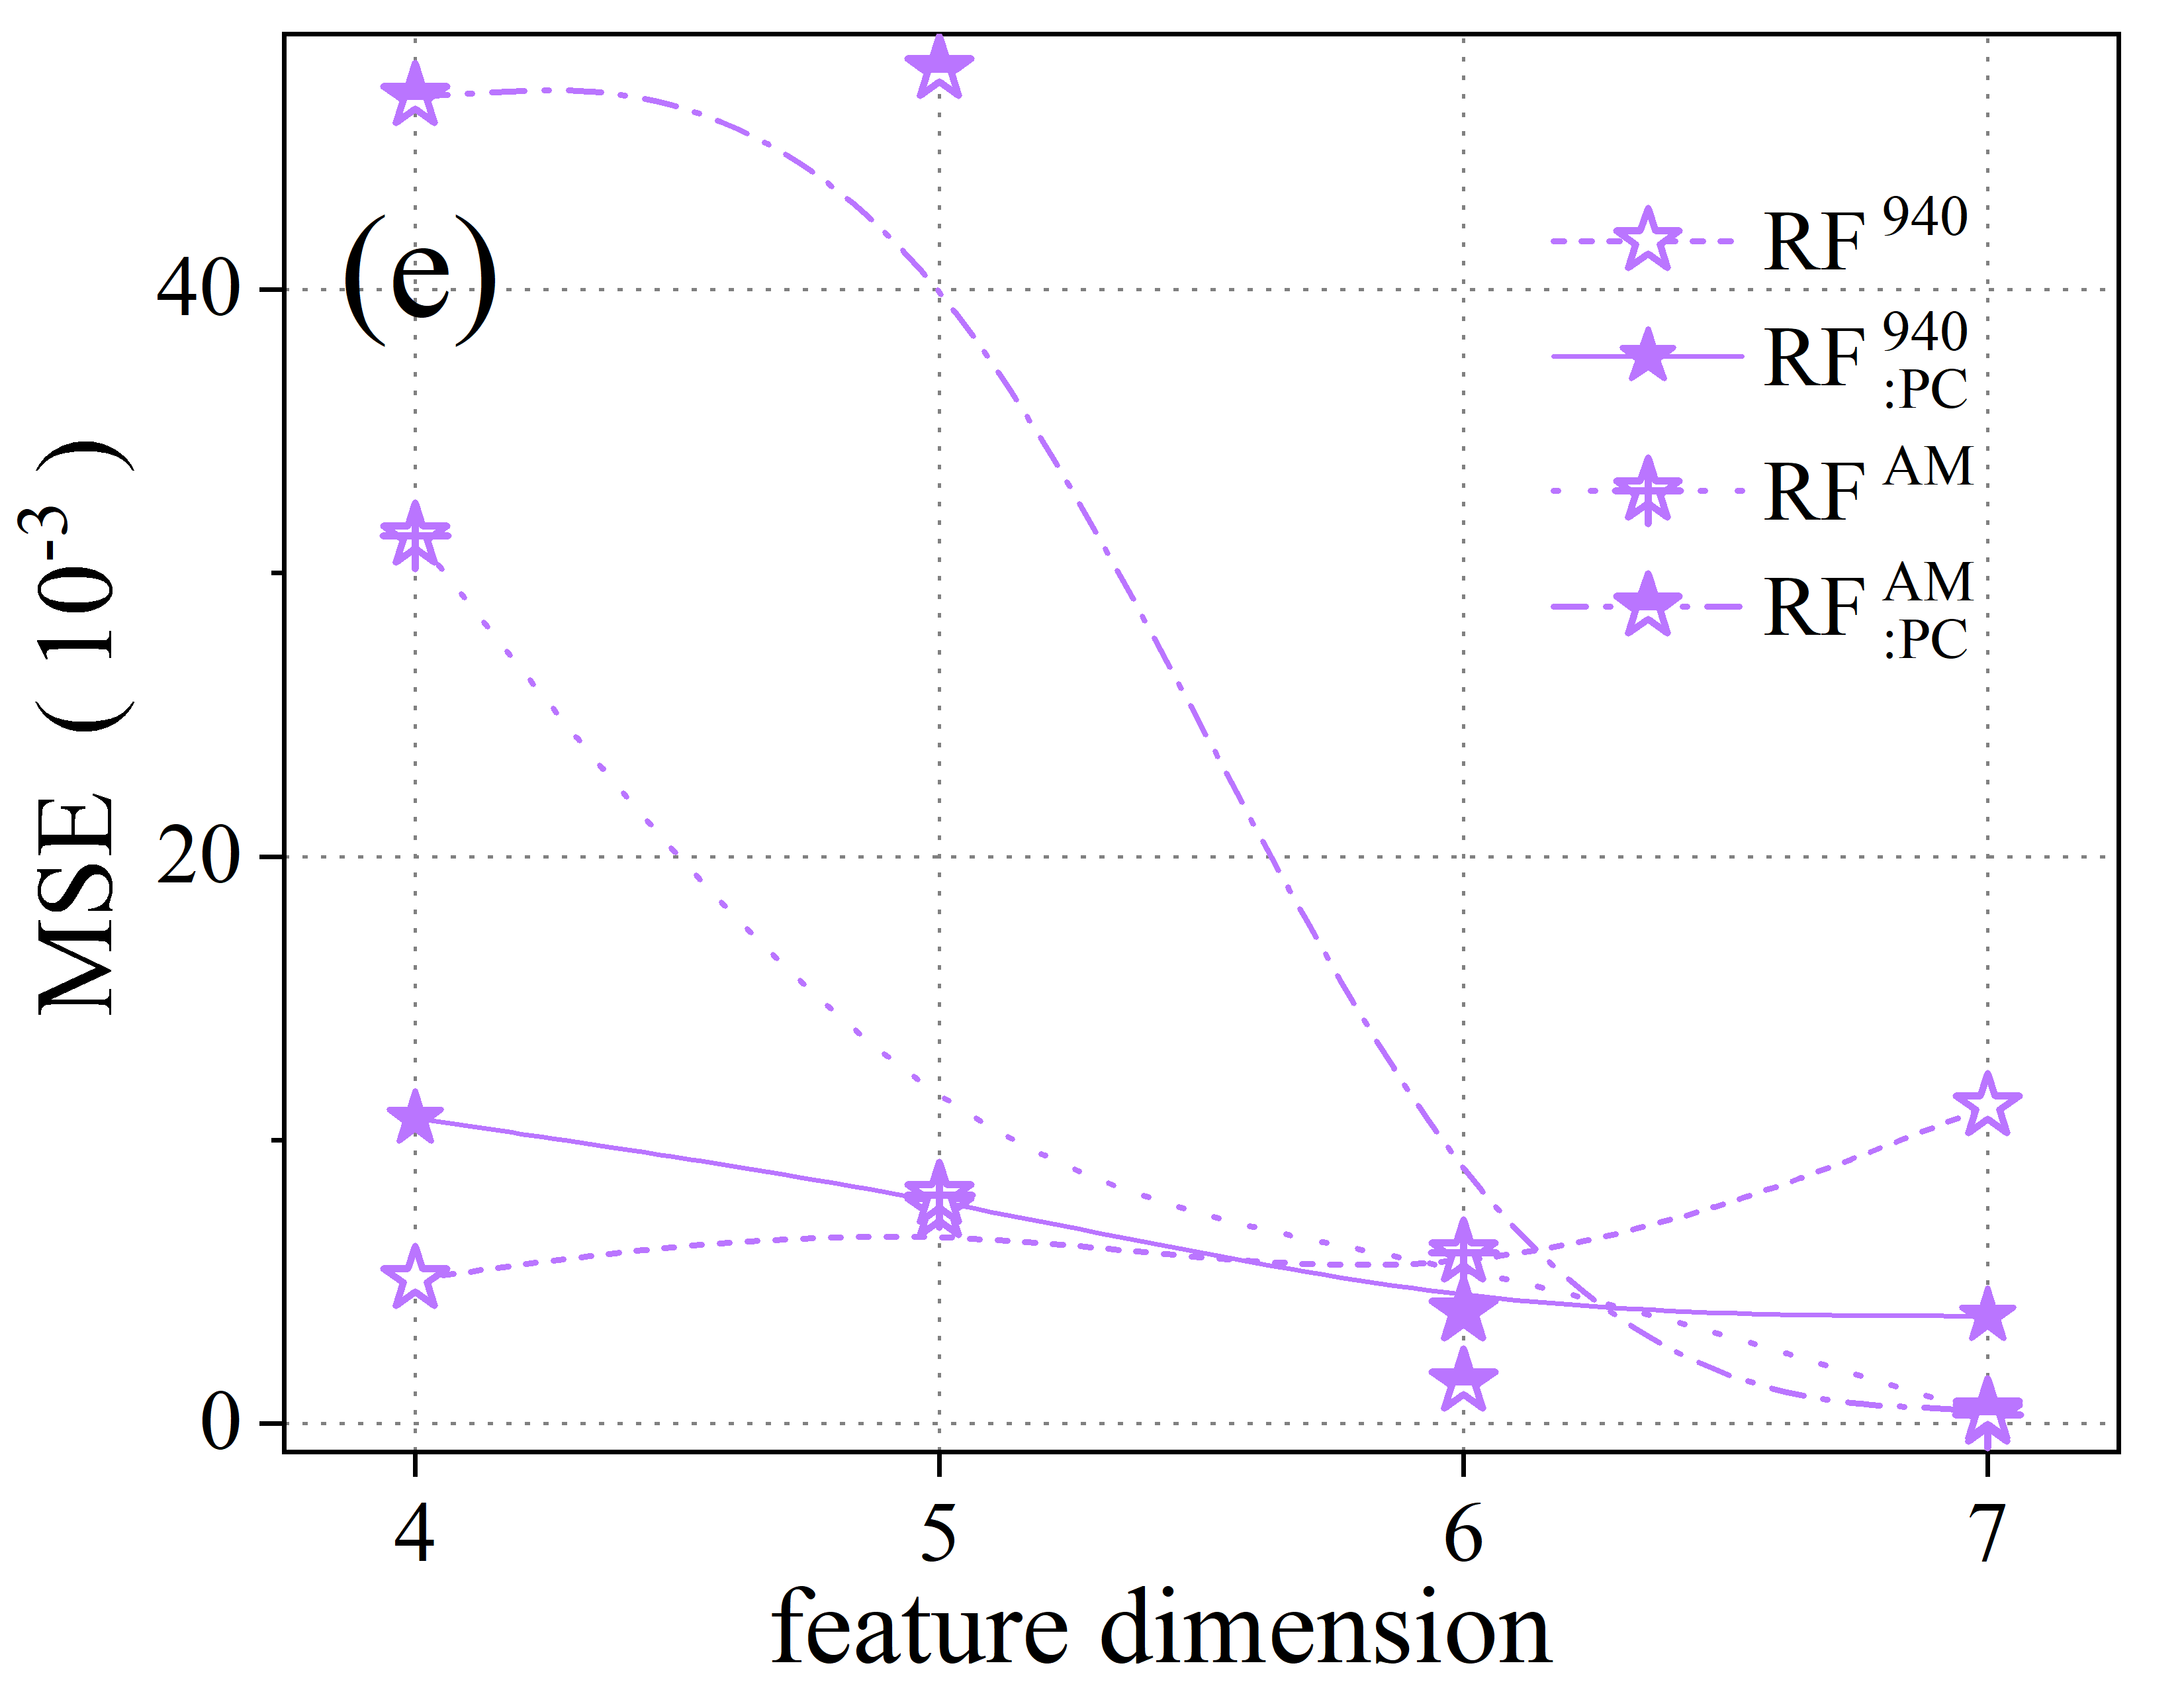 (e)
RF 940
RF 940 :PC
RF AM
RF AM :PC
MSE ( 10-3 )
40
20
0
4 5 6 7
feature dimension